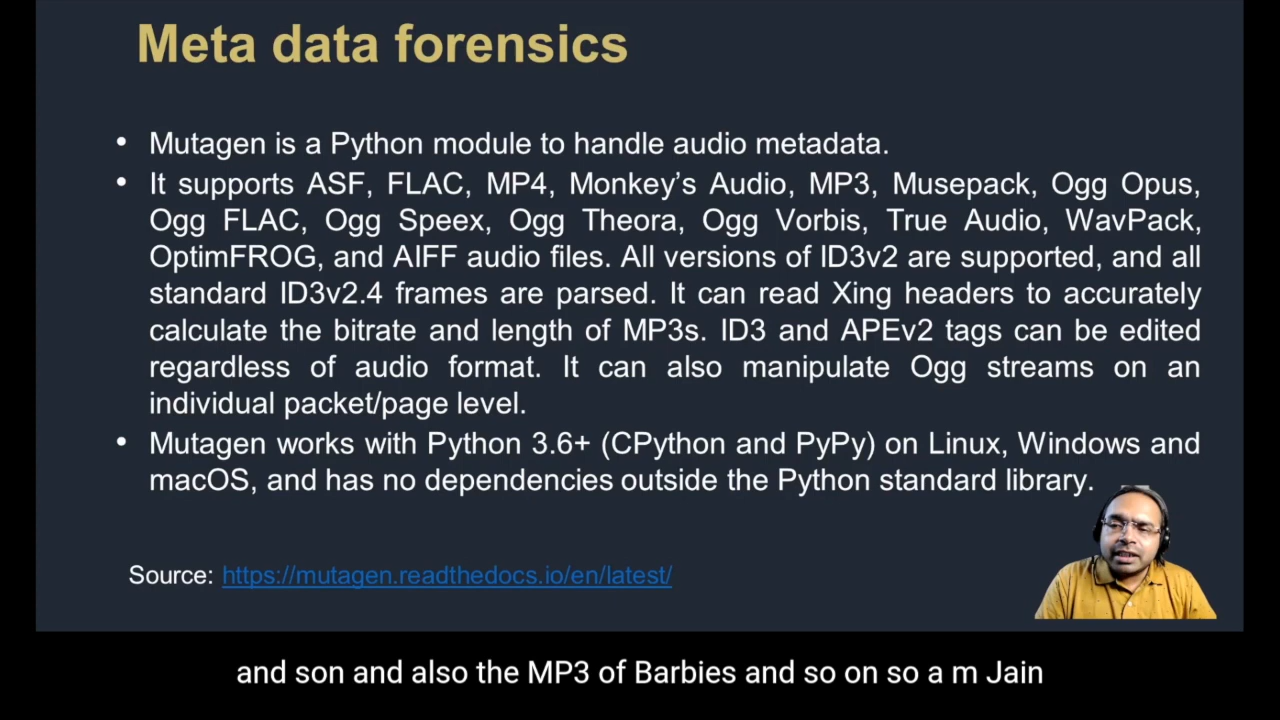 Meta data forensics
• Mutagen is a Python module to handle audio metadata.
• It supports ASF, FLAC, MP4, Monkey’s Audio, MP3, Musepack, Ogg Opus,
Ogg FLAC, Ogg Speex, Ogg Theora, Ogg Vorbis, True Audio, WavPack,
OptimFROG, and AIFF audio files. All versions of ID3v2 are supported, and all
standard ID3v2.4 frames are parsed. It can read Xing headers to accurately
calculate the bitrate and length of MP3s. ID3 and APEv2 tags can be edited
regardless of audio format. It can also manipulate Ogg streams on an
individual packet/page level.
• Mutagen works with Python 3.6+ (CPython and PyPy) on Linux, Windows and
macOS, and has no dependencies outside the Python standard library.
Source: https://mutagen.readthedocs.io/en/latest/
and son and also the MP3 of Barbies and so on so a m Jain